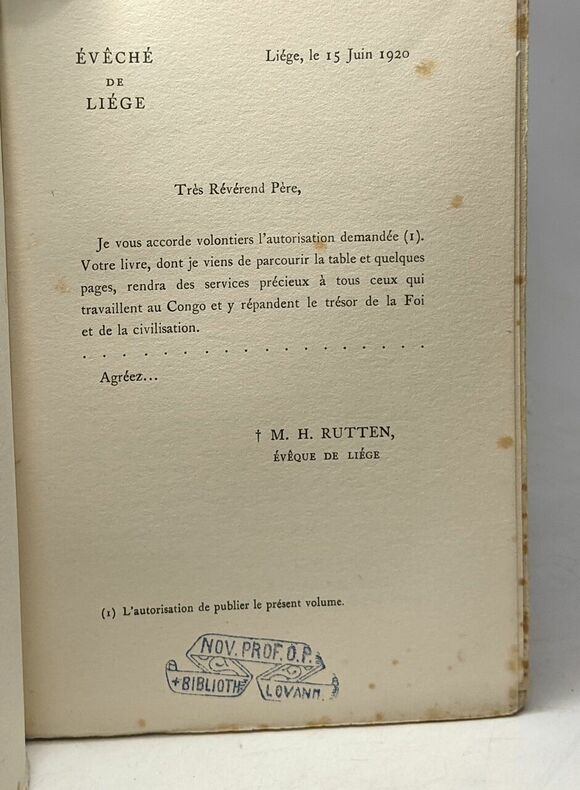 ÉVÊCHÉ
DE
LIÉGE
Liége, le 15 Juin 1920
Très Révérend Père,
Je vous accorde volontiers l'autorisation demandée (1).
Votre livre, dont je viens de parcourir la table et quelques
pages, rendra des services précieux à tous ceux qui
travaillent au Congo et y répandent le trésor de la Foi
et de la civilisation.
. . . . . . . . . . . . . . . . . .
Agréez...
† M. H. RUTTEN,
ÉVÊQUE DE LIÉGE
(1) L'autorisation de publier le présent volume.
NOV. PROF. O. P.
+ BIBLIOTH
LOVANII.